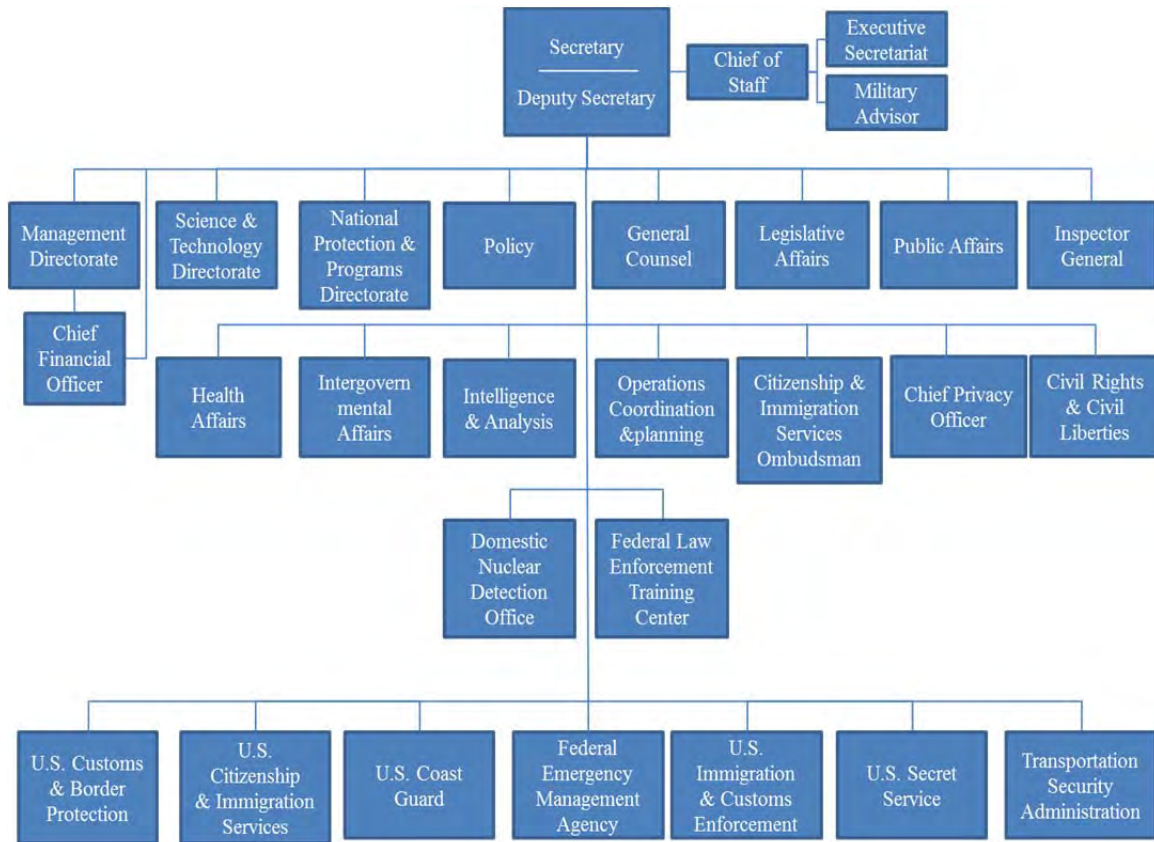 Secretary
Deputy Secretary
Chief of
Staff
Executive
Secretariat
Military
Advisor
Management
Directorate
Science &
Technology
Directorate
National
Protection &
Programs
Directorate
Policy
General
Counsel
Legislative
Affairs
Public Affairs
Inspector
General
Chief
Financial
Officer
Health
Affairs
Intergovern
mental
Affairs
Intelligence
& Analysis
Operations
Coordination
&planning
Citizenship &
Immigration
Services
Ombudsman
Chief Privacy
Officer
Civil Rights
& Civil
Liberties
Domestic
Nuclear
Detection
Office
Federal Law
Enforcement
Training
Center
U.S. Customs
& Border
Protection
U.S.
Citizenship
& Immigration
Services
U.S. Coast
Guard
Federal
Emergency
Management
Agency
U.S.
Immigration
& Customs
Enforcement
U.S. Secret
Service
Transportation
Security
Administration